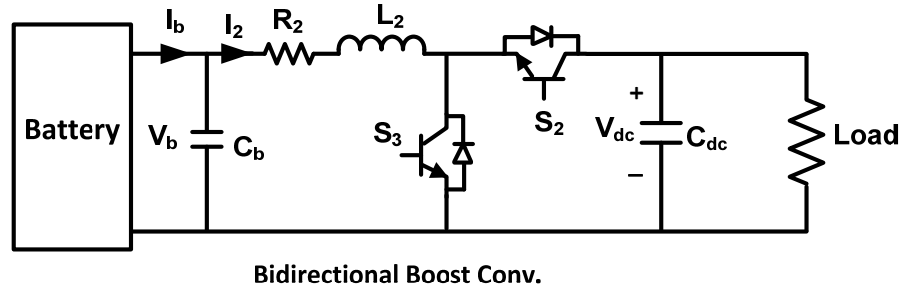 I_b
I_2
R_2
L_2
Battery
V_b
C_b
S_3
S_2
+
V_dc
−
C_dc
Load
Bidirectional Boost Conv.